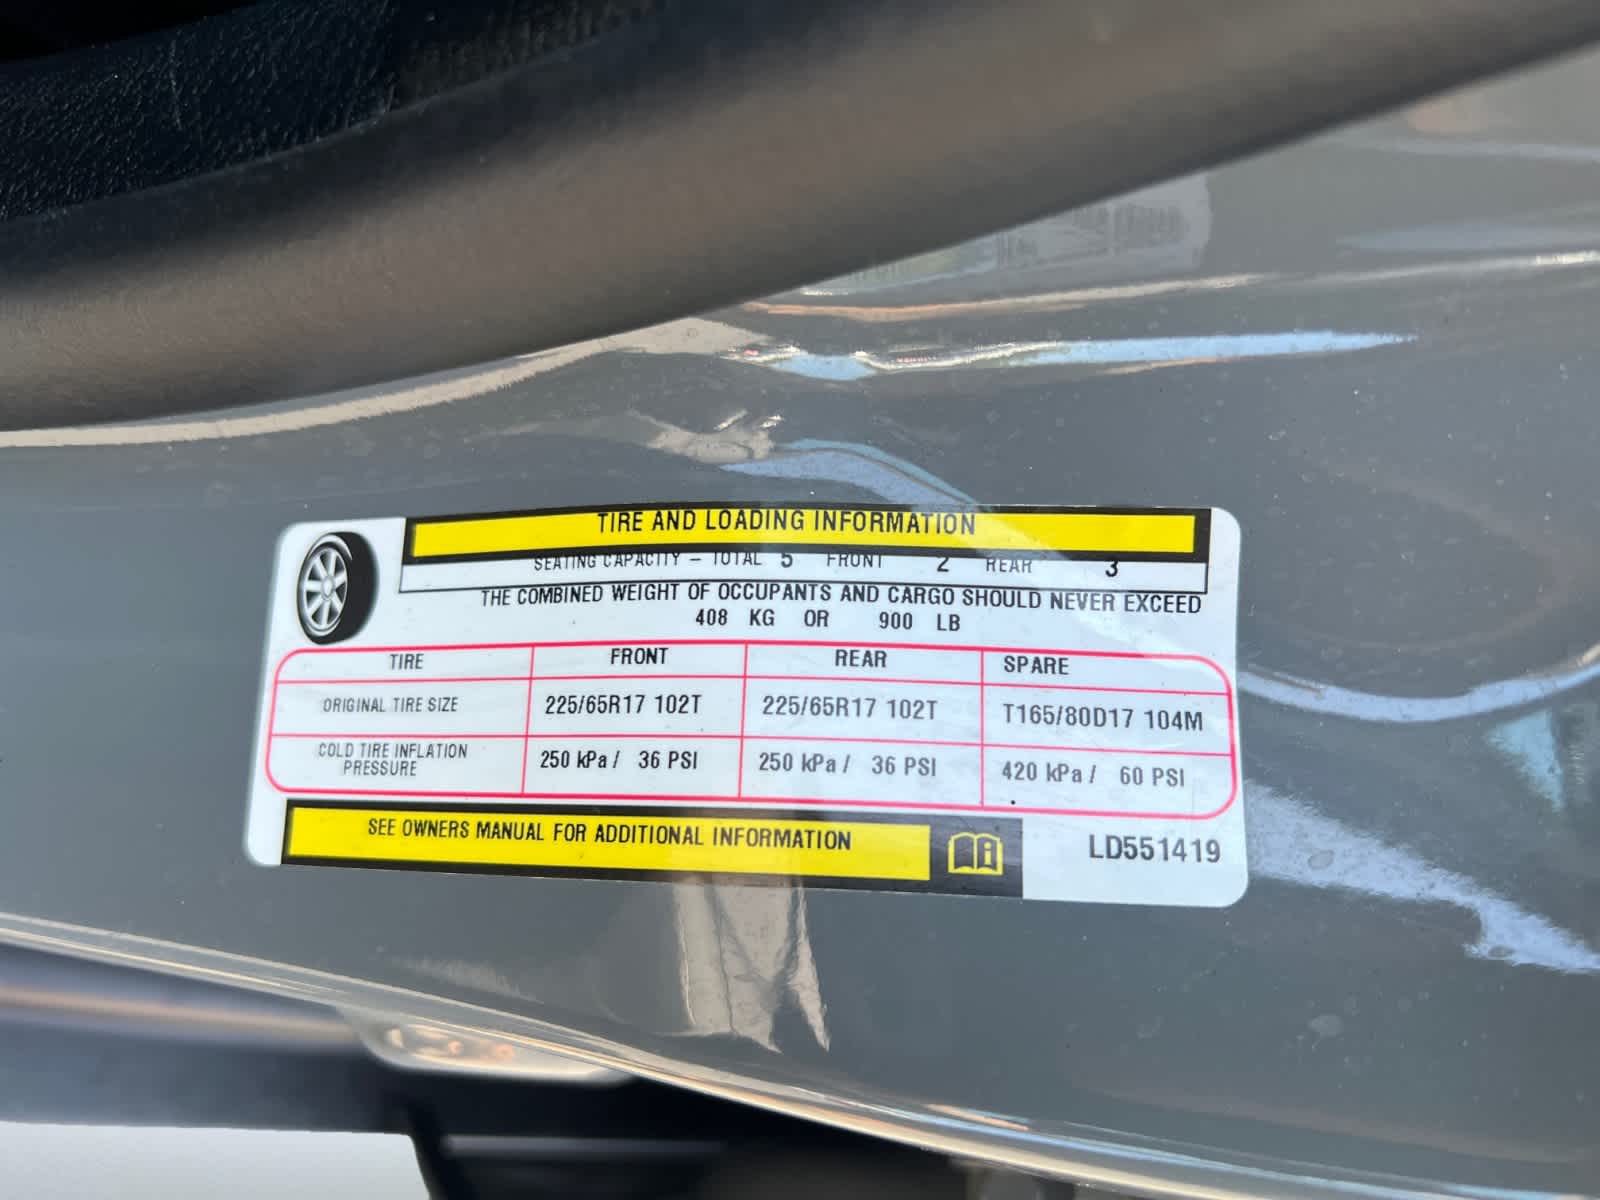 TIRE AND LOADING INFORMATION
SEATING CAPACITY – TOTAL 5 FRONT 2 REAR 3
THE COMBINED WEIGHT OF OCCUPANTS AND CARGO SHOULD NEVER EXCEED
408 KG OR 900 LB
TIRE FRONT REAR SPARE
ORIGINAL TIRE SIZE 225/65R17 102T 225/65R17 102T T165/80D17 104M
COLD TIRE INFLATION
PRESSURE 250 kPa / 36 PSI 250 kPa / 36 PSI 420 kPa / 60 PSI
SEE OWNERS MANUAL FOR ADDITIONAL INFORMATION
LD551419